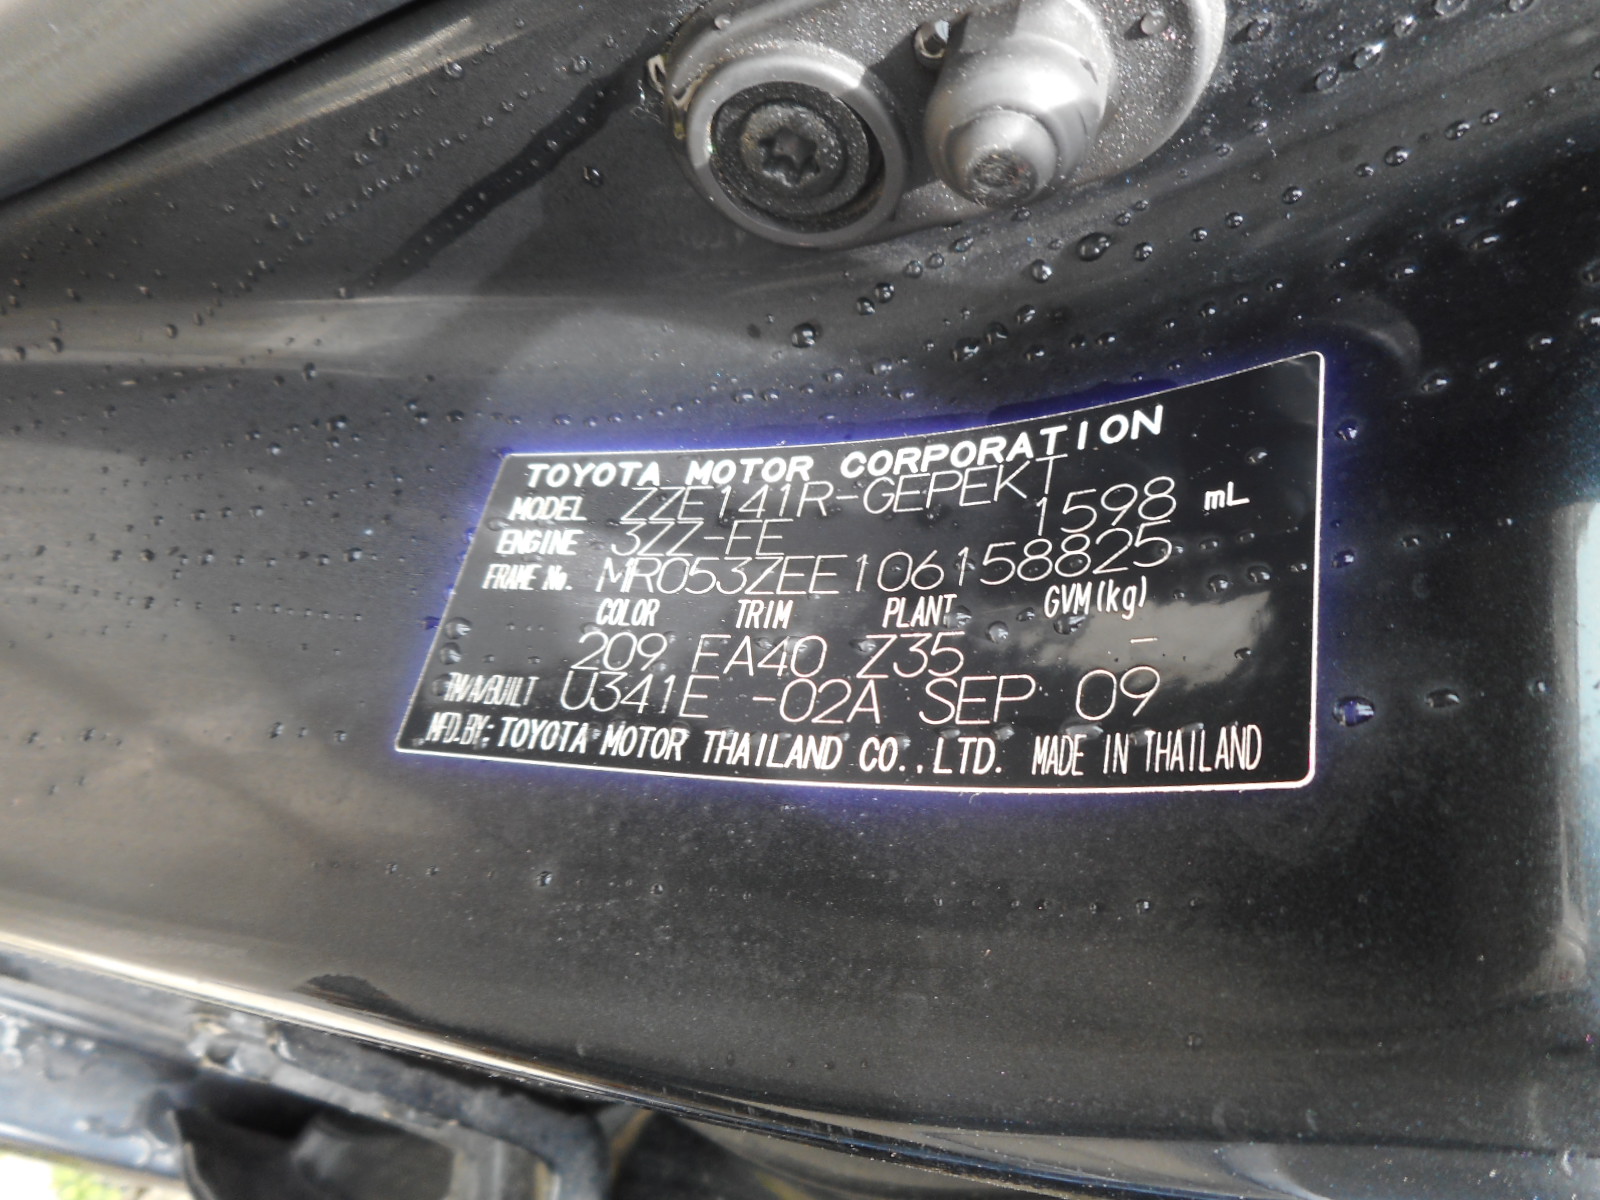 TOYOTA MOTOR CORPORATION
MODEL ZZE141R-GEPEKT
ENGINE 3ZZ-FE 1598 mL
FRAME No. MR053ZEE106158825
COLOR TRIM PLANT GVM(kg)
209 FA40 Z35 -
TM/A/BUILT U341E -02A SEP 09
MFD.BY: TOYOTA MOTOR THAILAND CO.,LTD. MADE IN THAILAND